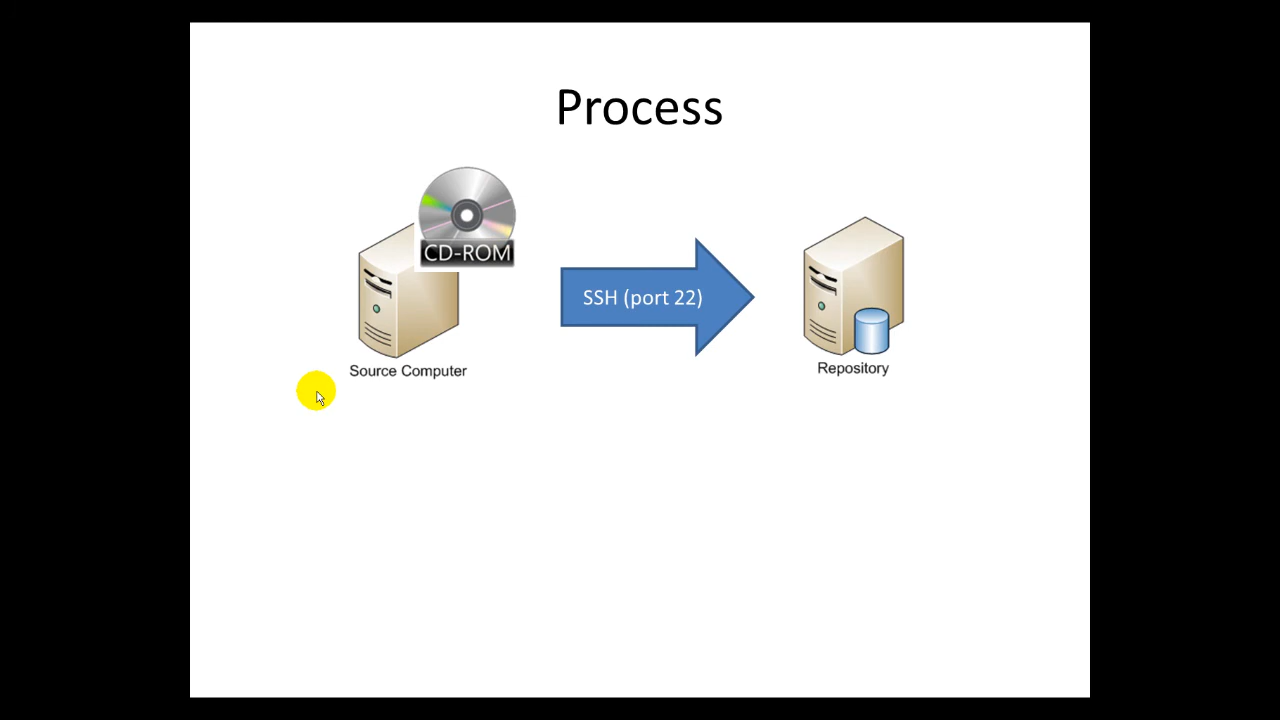 Process
CD-ROM
SSH (port 22)
Source Computer
Repository